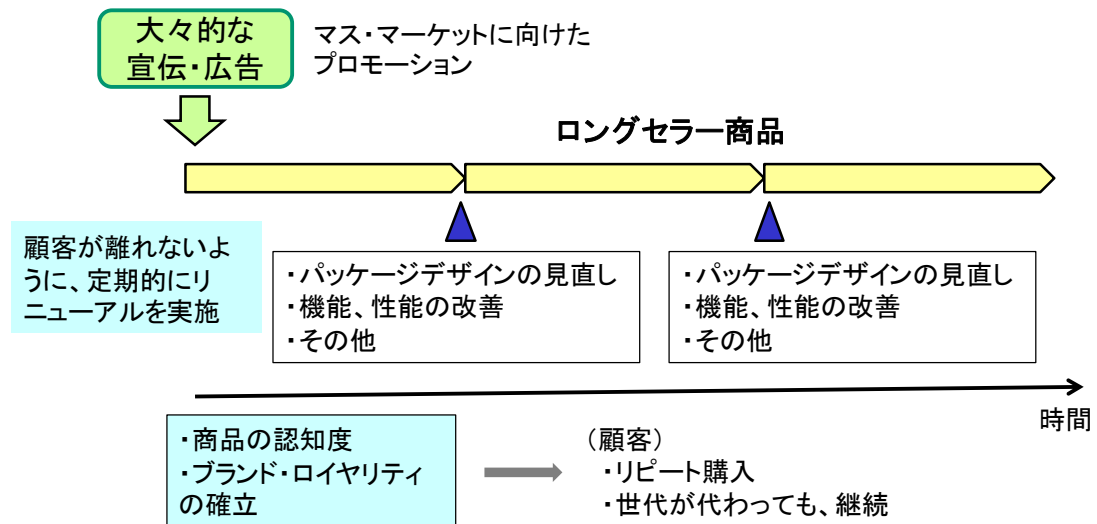 大々的な
宣伝・広告
マス・マーケットに向けた
プロモーション
ロングセラー商品
顧客が離れないよ
うに、定期的にリ
ニューアルを実施
・パッケージデザインの見直し
・機能、性能の改善
・その他
・パッケージデザインの見直し
・機能、性能の改善
・その他
時間
・商品の認知度
・ブランド・ロイヤリティ
の確立
（顧客）
・リピート購入
・世代が代わっても、継続